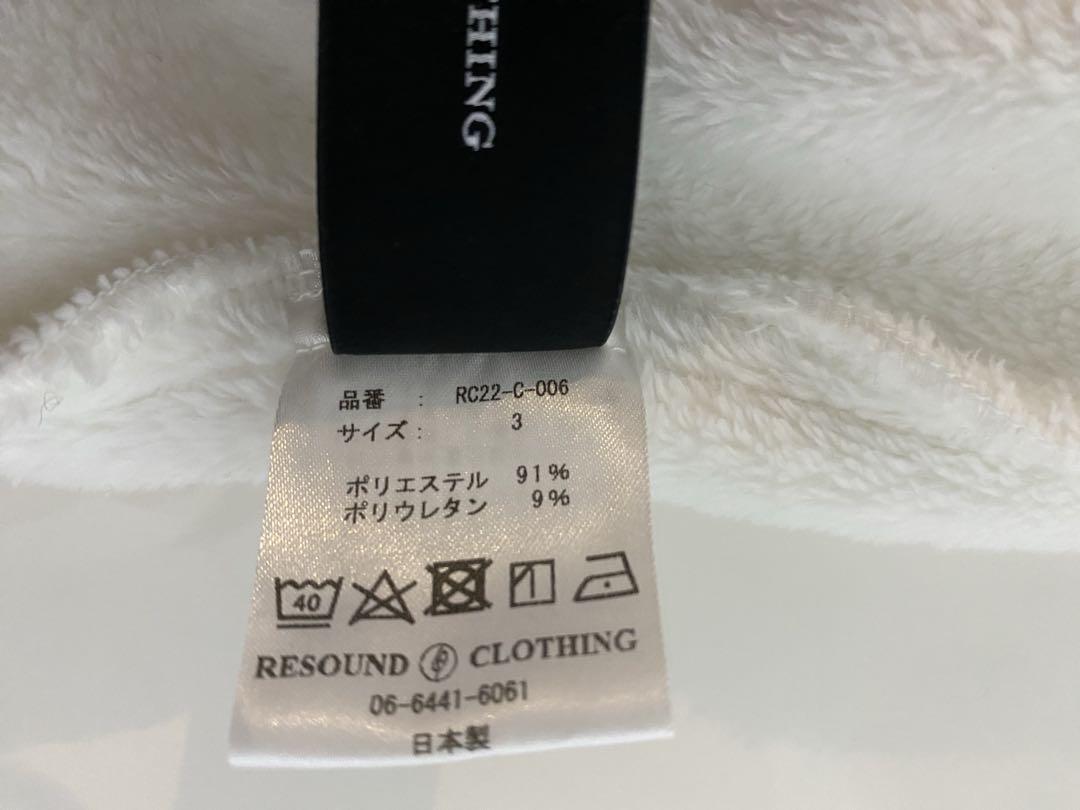 THING
品番 : RC22-C-006
サイズ: 3
ポリエステル 91%
ポリウレタン 9%
40
RESOUND CLOTHING
06-6441-6061
日本製